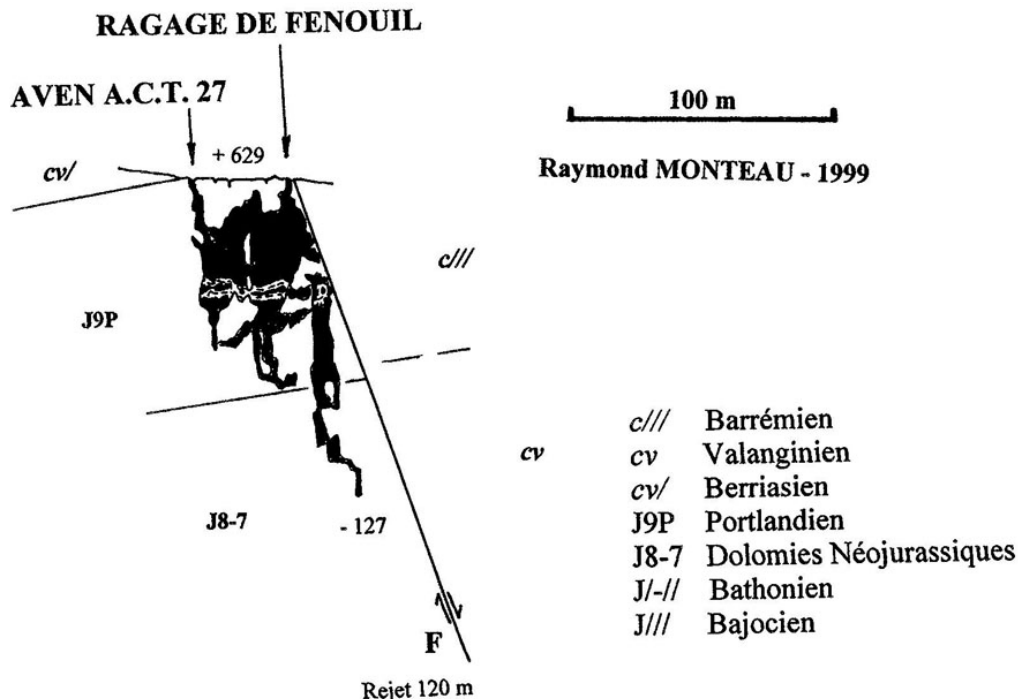 RAGAGE DE FENOUIL
AVEN A.C.T. 27
100 m
+ 629
cv/
Raymond MONTEAU - 1999
c///
J9P
c/// Barrémien
cv
cv Valanginien
cv/ Berriasien
J9P Portlandien
J8-7
- 127
J8-7 Dolomies Néojurassiques
J/-// Bathonien
J/// Bajocien
F
Rejet 120 m